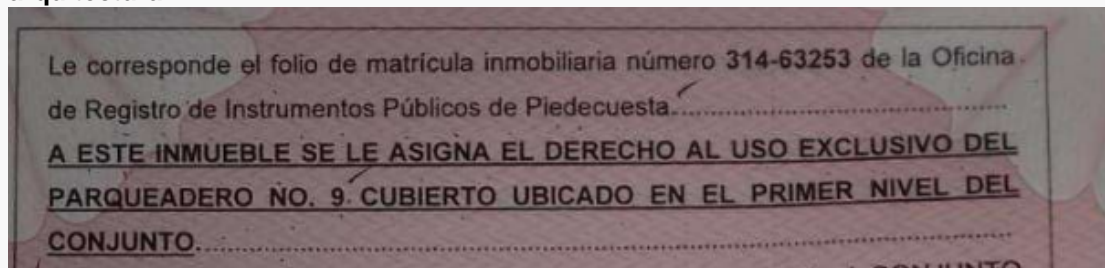 Le corresponde el folio de matrícula inmobiliaria número 314-63253 de la Oficina
de Registro de Instrumentos Públicos de Piedecuesta
A ESTE INMUEBLE SE LE ASIGNA EL DERECHO AL USO EXCLUSIVO DEL
PARQUEADERO NO. 9 CUBIERTO UBICADO EN EL PRIMER NIVEL DEL
CONJUNTO.
CONJUNTO